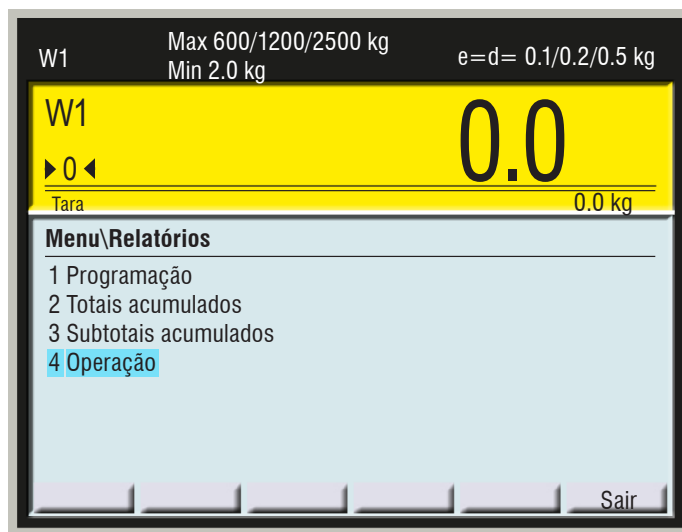 W1
Max 600/1200/2500 kg
Min 2.0 kg
e=d= 0.1/0.2/0.5 kg
W1
0.0
0
Tara
0.0 kg
Menu\Relatórios
1 Programação
2 Totais acumulados
3 Subtotais acumulados
4 Operação
Sair